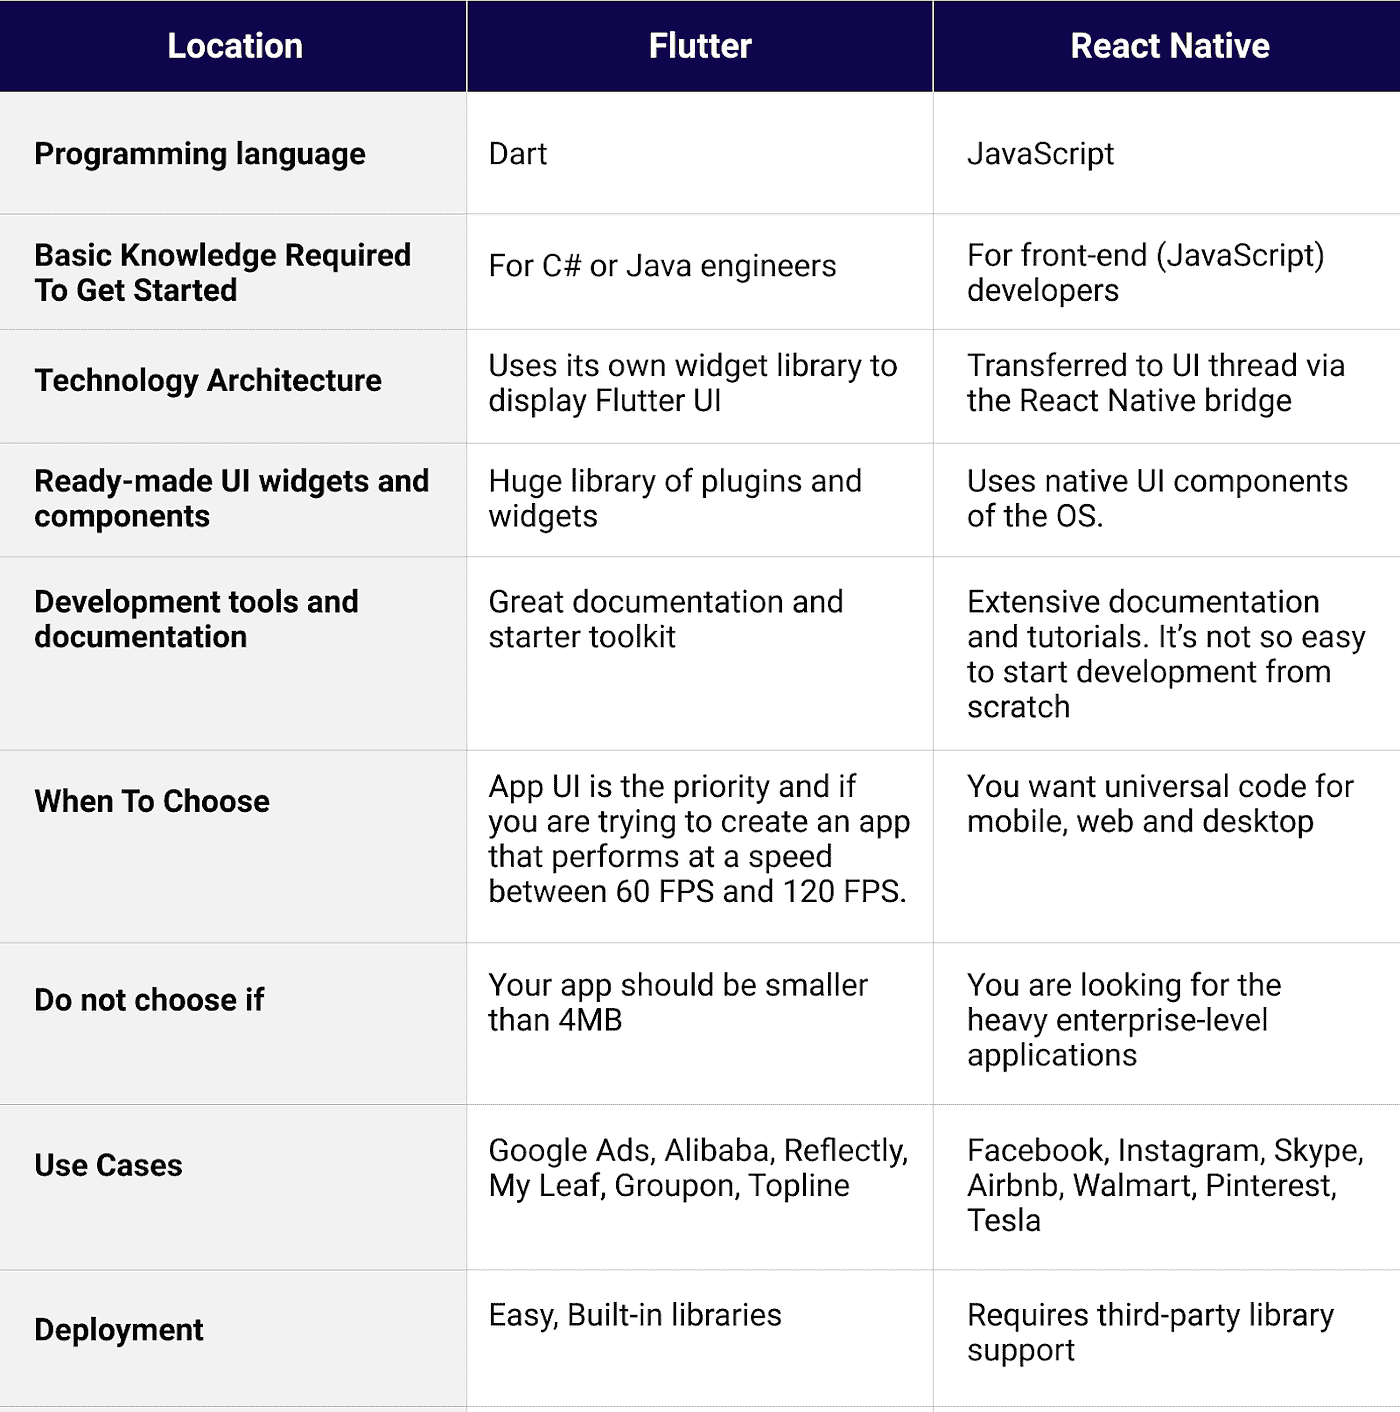 Location
Flutter
React Native
Programming language
Dart
JavaScript
Basic Knowledge Required
To Get Started
For C# or Java engineers
For front-end (JavaScript)
developers
Technology Architecture
Uses its own widget library to
display Flutter UI
Transferred to UI thread via
the React Native bridge
Ready-made UI widgets and
components
Huge library of plugins and
widgets
Uses native UI components
of the OS.
Development tools and
documentation
Great documentation and
starter toolkit
Extensive documentation
and tutorials. It’s not so easy
to start development from
scratch
When To Choose
App UI is the priority and if
you are trying to create an app
that performs at a speed
between 60 FPS and 120 FPS.
You want universal code for
mobile, web and desktop
Do not choose if
Your app should be smaller
than 4MB
You are looking for the
heavy enterprise-level
applications
Use Cases
Google Ads, Alibaba, Reflectly,
My Leaf, Groupon, Topline
Facebook, Instagram, Skype,
Airbnb, Walmart, Pinterest,
Tesla
Deployment
Easy, Built-in libraries
Requires third-party library
support